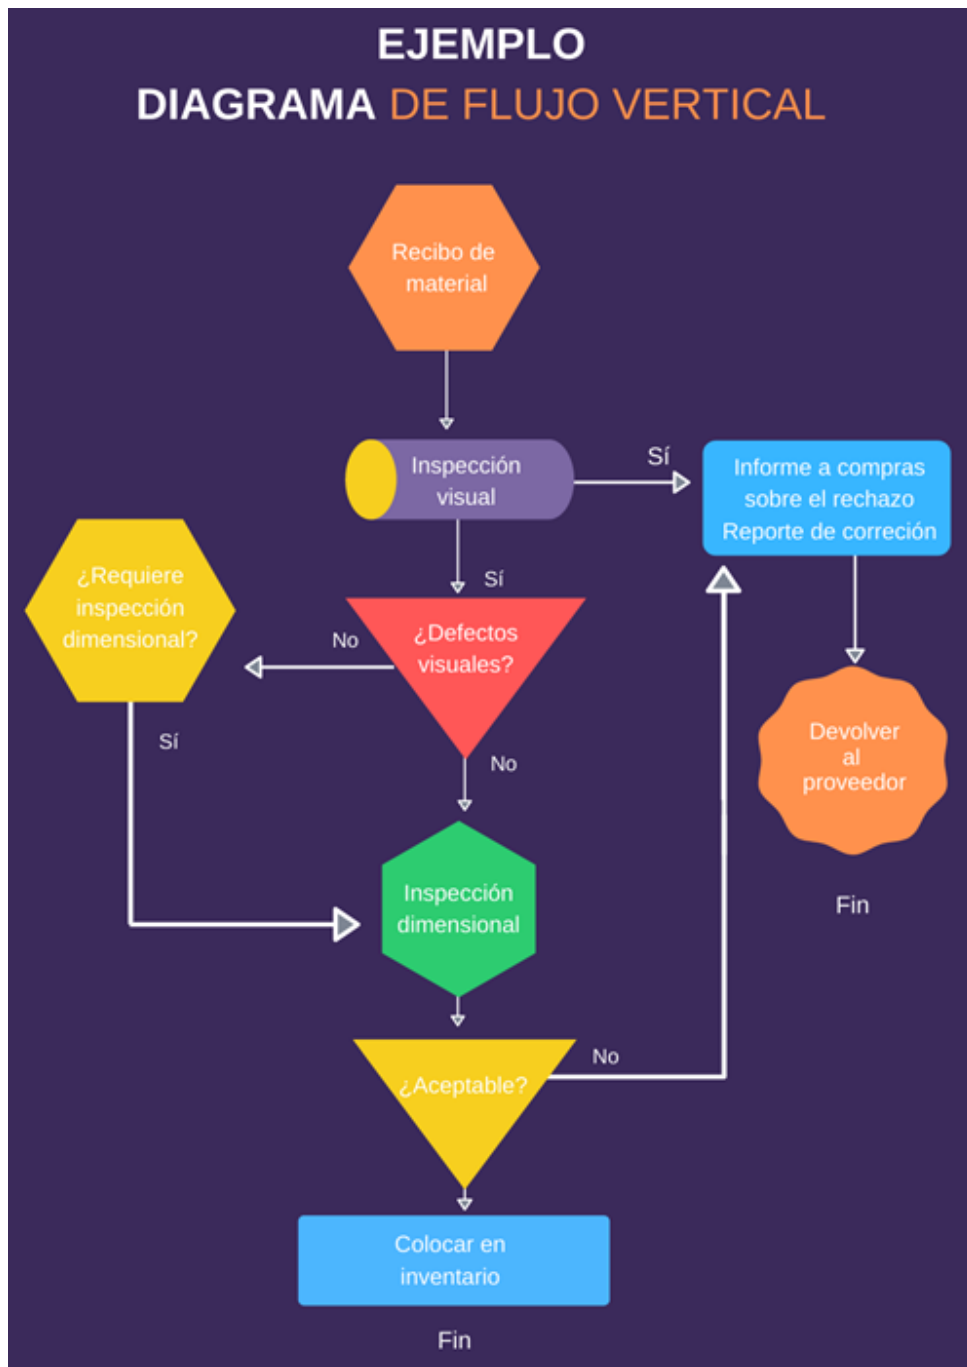 EJEMPLO
DIAGRAMA DE FLUJO VERTICAL
Recibo de
material
Inspección
visual
Sí
Informe a compras
sobre el rechazo
Reporte de correción
¿Requiere
inspección
dimensional?
Sí
¿Defectos
visuales?
No
Sí
No
Devolver
al
proveedor
Fin
Inspección
dimensional
¿Aceptable?
No
Colocar en
inventario
Fin